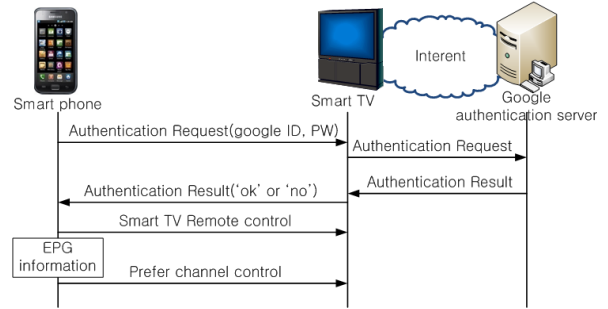 Interent
Smart phone
Smart TV
Google
authentication server
Authentication Request(google ID, PW)
Authentication Request
Authentication Result
Authentication Result('ok' or 'no')
Smart TV Remote control
EPG
information
Prefer channel control